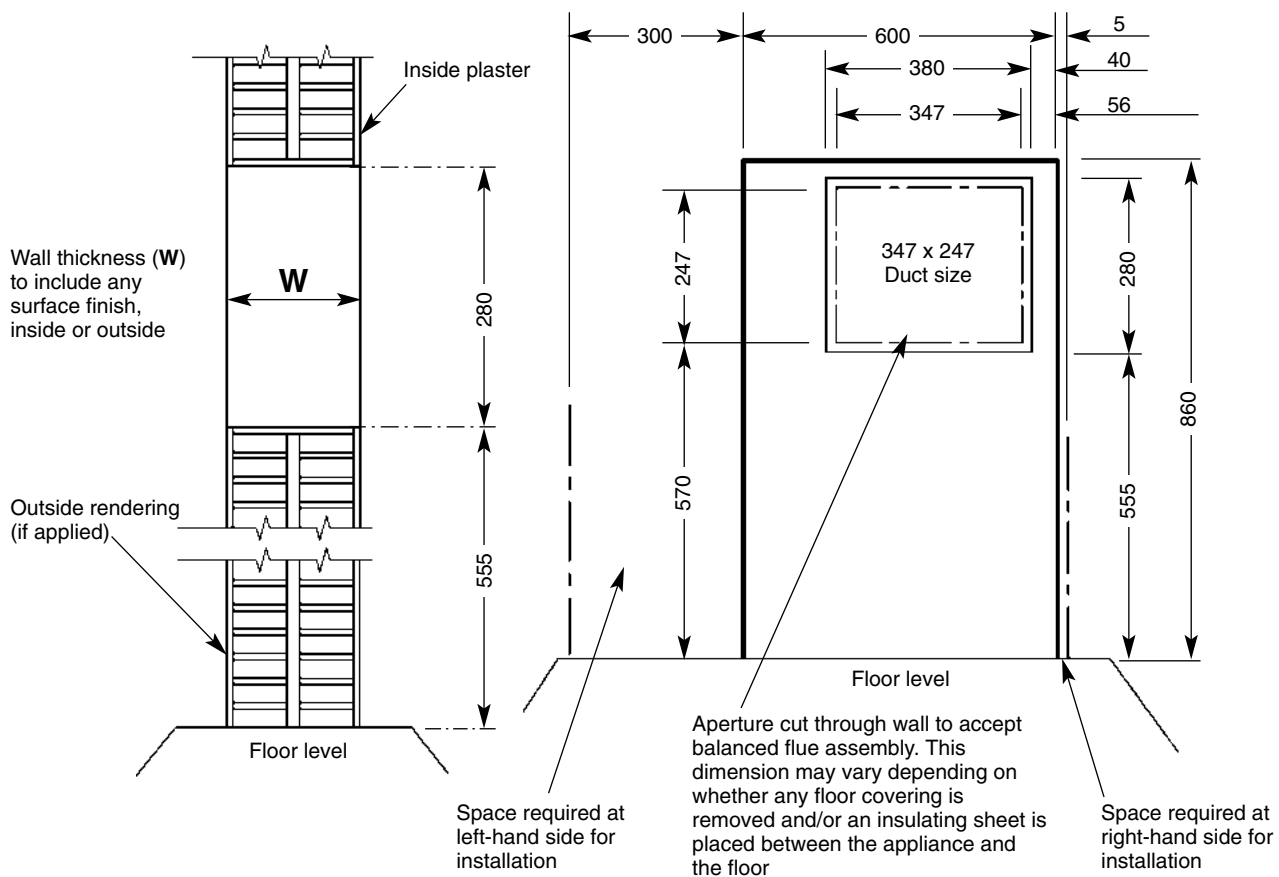 300
600
5
380
40
347
56
Inside plaster
Wall thickness (W)
to include any
surface finish,
inside or outside
W
280
555
Outside rendering
(if applied)
Floor level
247
570
347 x 247
Duct size
280
555
860
Floor level
Space required at
left-hand side for
installation
Aperture cut through wall to accept
balanced flue assembly. This
dimension may vary depending on
whether any floor covering is
removed and/or an insulating sheet is
placed between the appliance and
the floor
Space required at
right-hand side for
installation